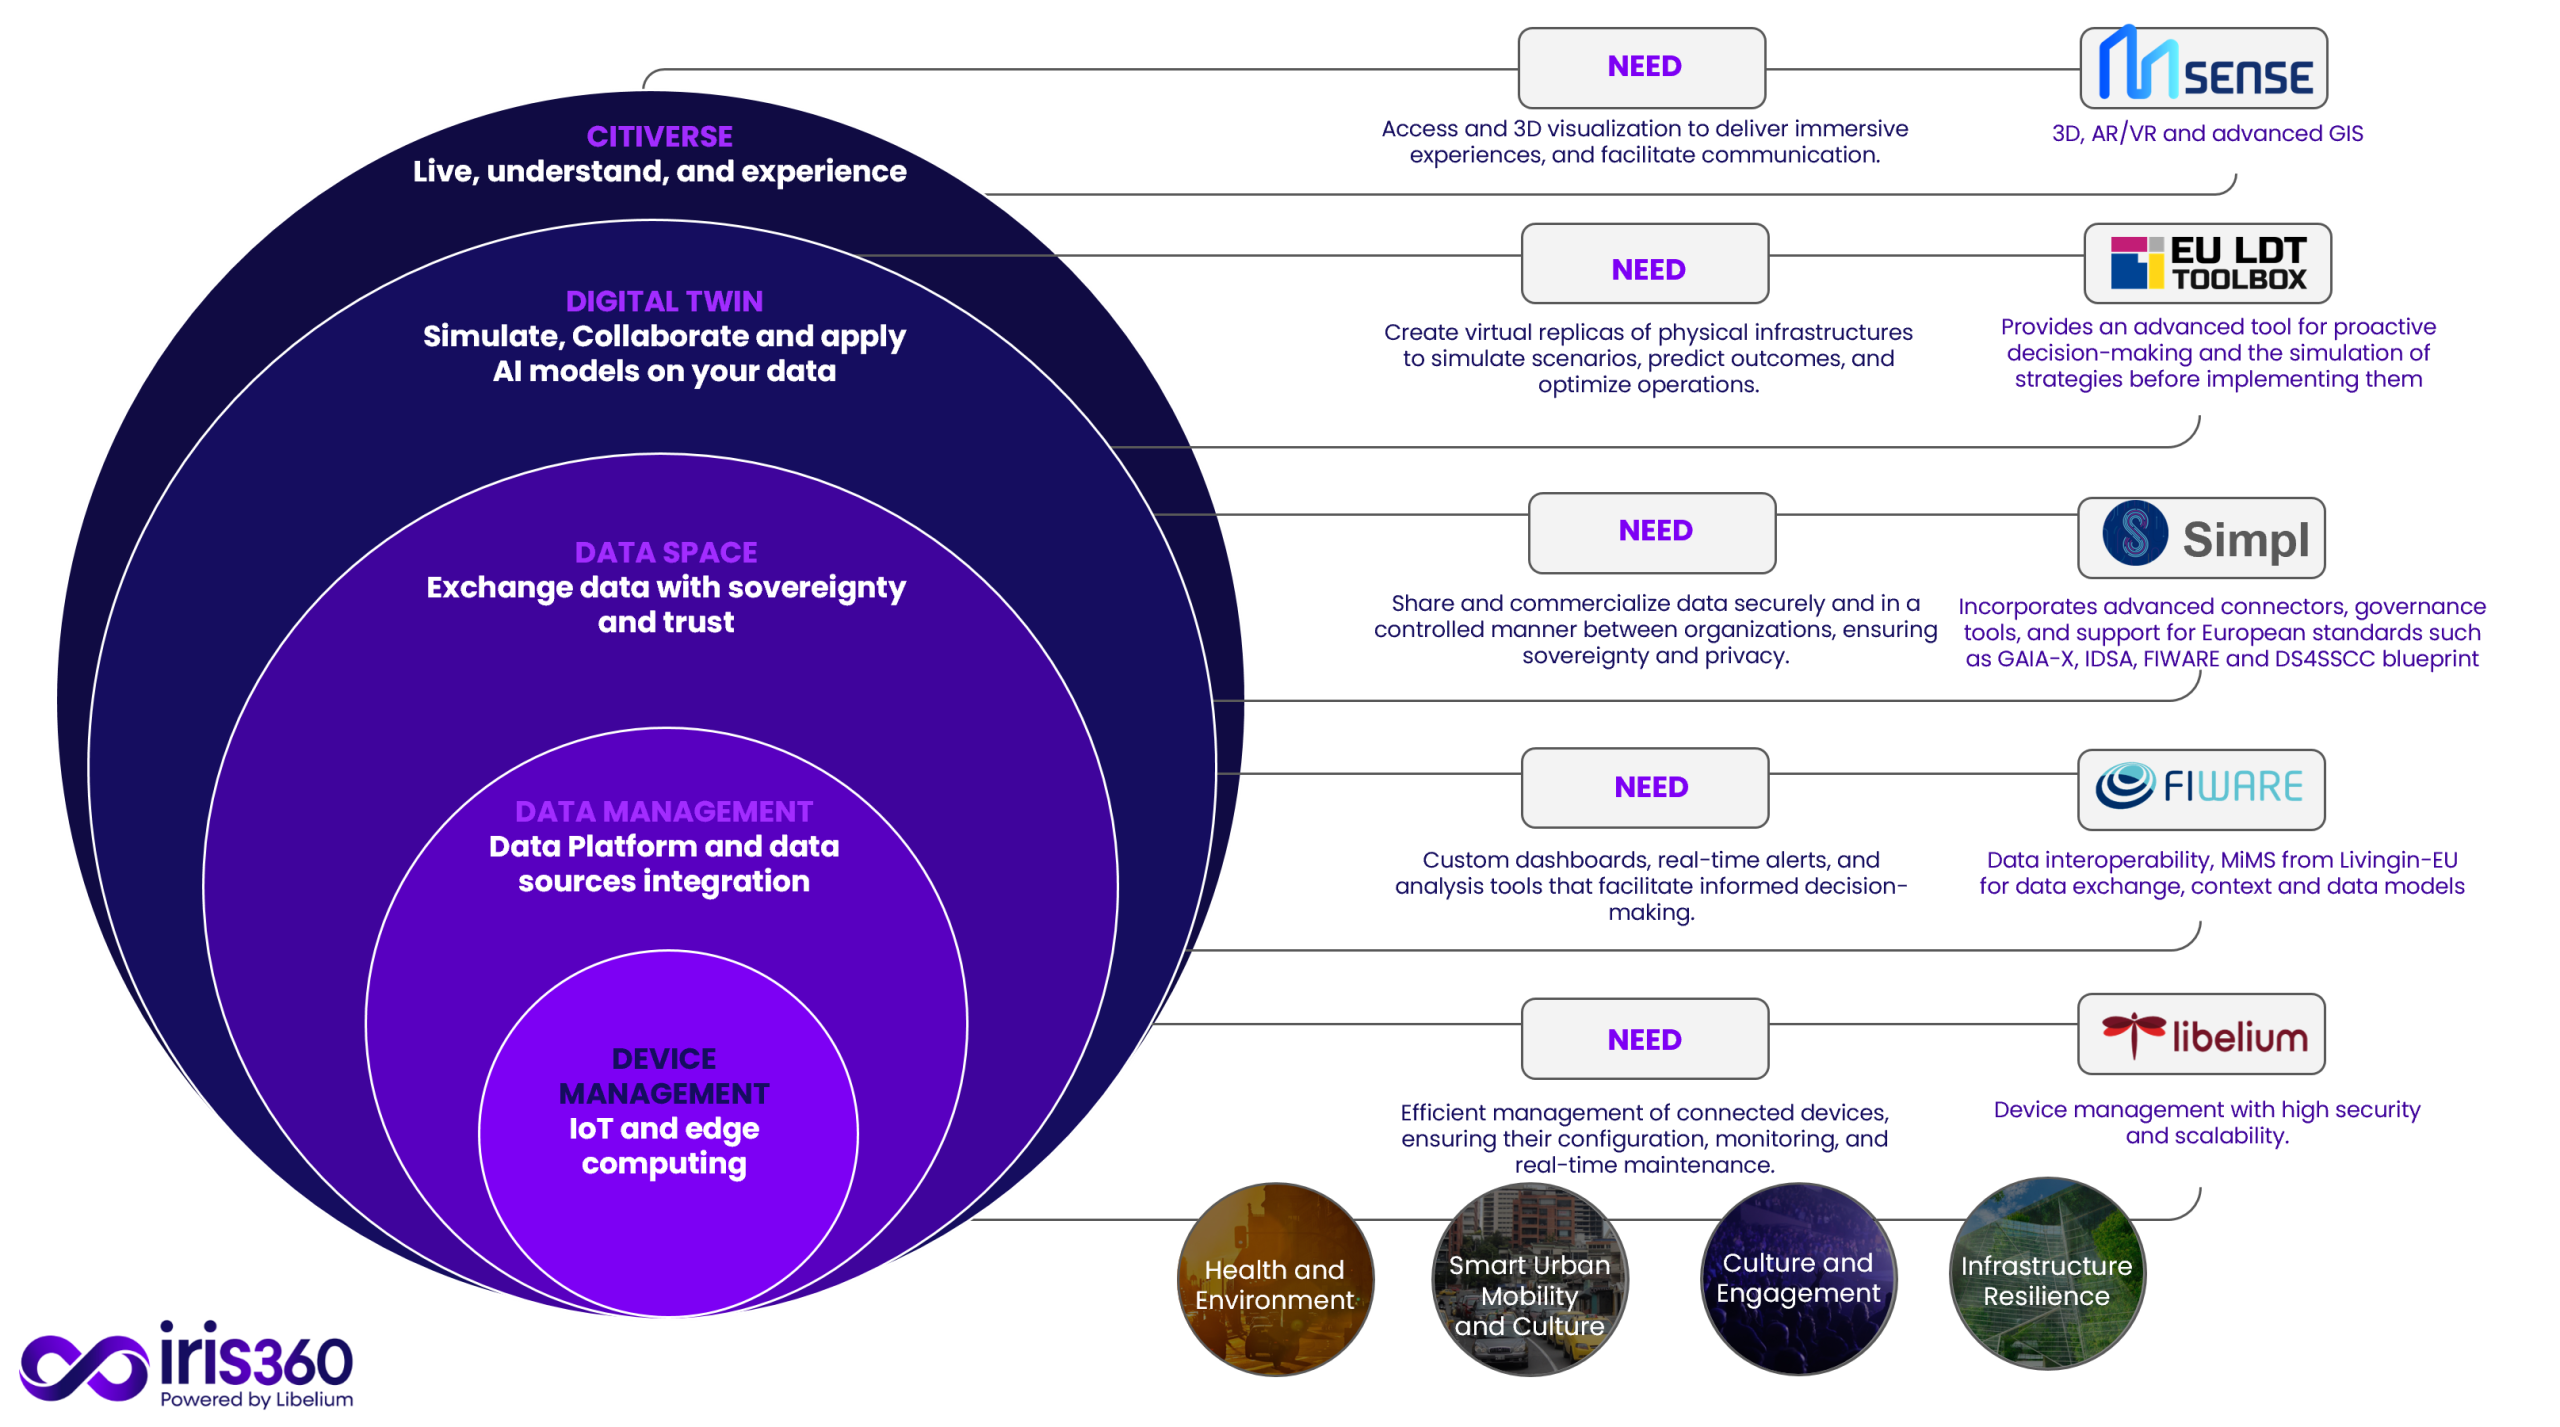 CITIVERSE
Live, understand, and experience
NEED
Access and 3D visualization to deliver immersive
experiences, and facilitate communication.
SENSE
3D, AR/VR and advanced GIS
DIGITAL TWIN
Simulate, Collaborate and apply
AI models on your data
NEED
Create virtual replicas of physical infrastructures
to simulate scenarios, predict outcomes, and
optimize operations.
EU LDT
TOOLBOX
Provides an advanced tool for proactive
decision-making and the simulation of
strategies before implementing them
DATA SPACE
Exchange data with sovereignty
and trust
NEED
Share and commercialize data securely and in a
controlled manner between organizations, ensuring
sovereignty and privacy.
Simpl
Incorporates advanced connectors, governance
tools, and support for European standards such
as GAIA-X, IDSA, FIWARE and DS4SSCC blueprint
DATA MANAGEMENT
Data Platform and data
sources integration
NEED
Custom dashboards, real-time alerts, and
analysis tools that facilitate informed decision-
making.
FIWARE
Data interoperability, MiMS from Livingin-EU
for data exchange, context and data models
DEVICE
MANAGEMENT
IoT and edge
computing
NEED
Efficient management of connected devices,
ensuring their configuration, monitoring, and
real-time maintenance.
libelium
Device management with high security
and scalability.
Health and
Environment
Smart Urban
Mobility
and Culture
Culture and
Engagement
Infrastructure
Resilience
iris360
Powered by Libelium